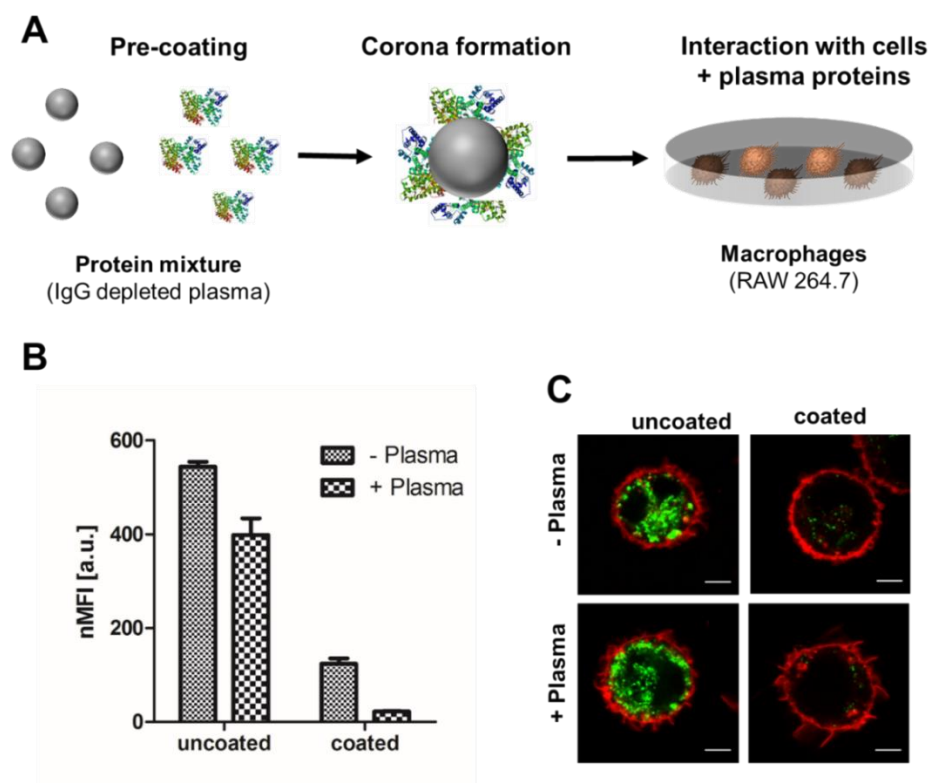 A
Pre-coating
Corona formation
Interaction with cells
+ plasma proteins
Protein mixture
(IgG depleted plasma)
Macrophages
(RAW 264.7)
B
600
400
200
0
nMFI [a.u.]
- Plasma
+ Plasma
uncoated
coated
C
uncoated
coated
- Plasma
+ Plasma